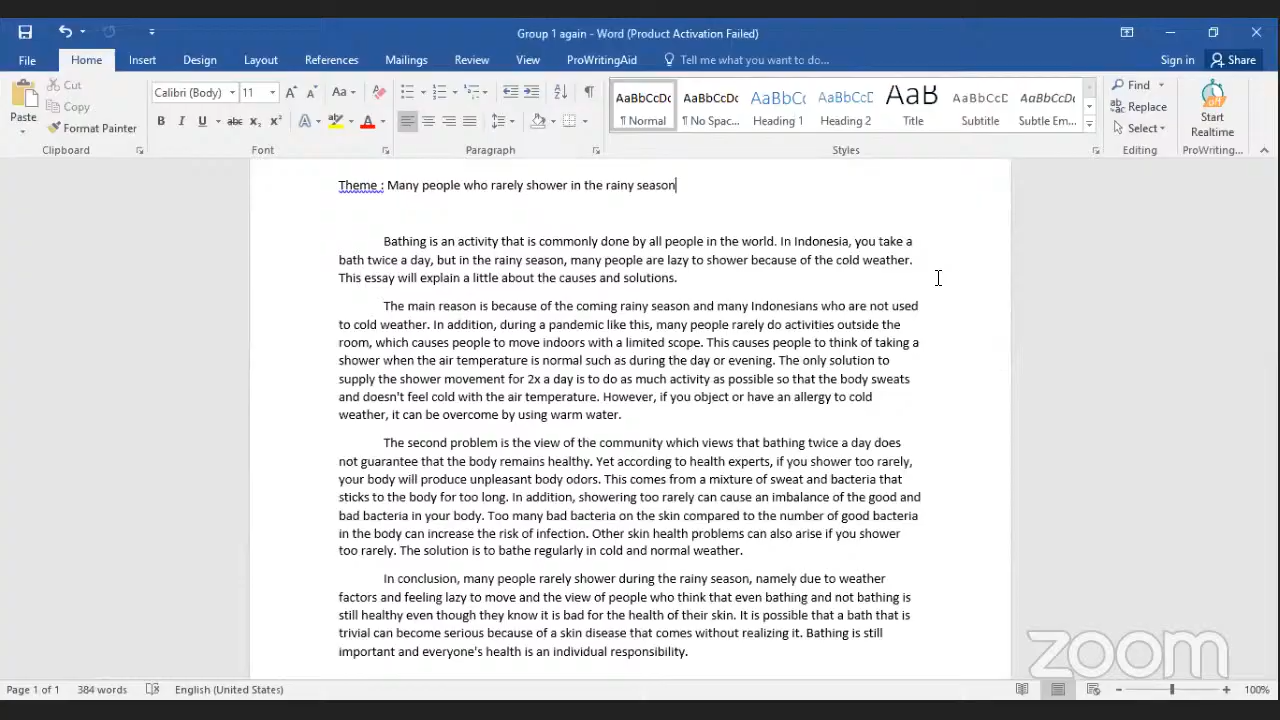 Group 1 again - Word (Product Activation Failed)
File Home Insert Design Layout References Mailings Review View ProWritingAid Tell me what you want to do... Sign in Share
Cut
Copy
Format Painter
Paste
Clipboard
Calibri (Body) 11
Font
Paragraph
AaBbCcDc AaBbCcDc AaBbCc AaBbCcD AaB AaBbCcD AaBbCcDc
¶ Normal ¶ No Spac... Heading 1 Heading 2 Title Subtitle Subtle Em...
Styles
Find
Replace
Select
Editing
Start
Realtime
ProWriting...
Theme : Many people who rarely shower in the rainy season
Bathing is an activity that is commonly done by all people in the world. In Indonesia, you take a
bath twice a day, but in the rainy season, many people are lazy to shower because of the cold weather.
This essay will explain a little about the causes and solutions.
The main reason is because of the coming rainy season and many Indonesians who are not used
to cold weather. In addition, during a pandemic like this, many people rarely do activities outside the
room, which causes people to move indoors with a limited scope. This causes people to think of taking a
shower when the air temperature is normal such as during the day or evening. The only solution to
supply the shower movement for 2x a day is to do as much activity as possible so that the body sweats
and doesn't feel cold with the air temperature. However, if you object or have an allergy to cold
weather, it can be overcome by using warm water.
The second problem is the view of the community which views that bathing twice a day does
not guarantee that the body remains healthy. Yet according to health experts, if you shower too rarely,
your body will produce unpleasant body odors. This comes from a mixture of sweat and bacteria that
sticks to the body for too long. In addition, showering too rarely can cause an imbalance of the good and
bad bacteria in your body. Too many bad bacteria on the skin compared to the number of good bacteria
in the body can increase the risk of infection. Other skin health problems can also arise if you shower
too rarely. The solution is to bathe regularly in cold and normal weather.
In conclusion, many people rarely shower during the rainy season, namely due to weather
factors and feeling lazy to move and the view of people who think that even bathing and not bathing is
still healthy even though they know it is bad for the health of their skin. It is possible that a bath that is
trivial can become serious because of a skin disease that comes without realizing it. Bathing is still
important and everyone's health is an individual responsibility.
zoom
Page 1 of 1 384 words English (United States) 100%